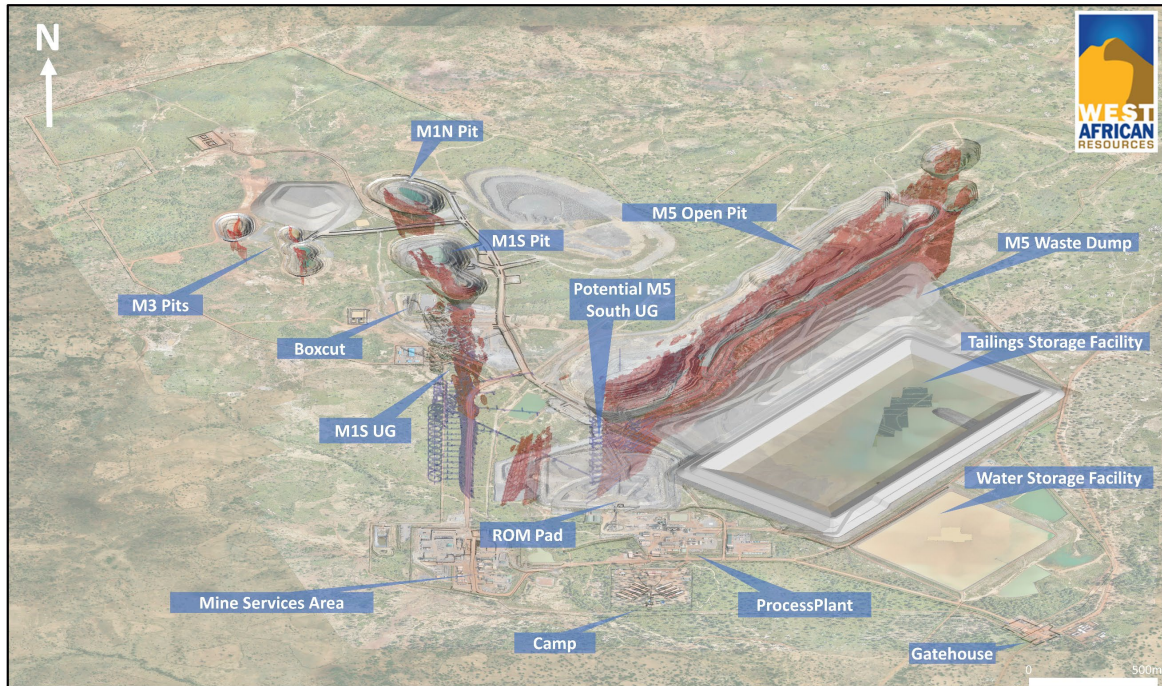 N
WEST
AFRICAN
RESOURCES
M1N Pit
M5 Open Pit
M1S Pit
M5 Waste Dump
Potential M5
South UG
M3 Pits
Boxcut
Tailings Storage Facility
M1S UG
Water Storage Facility
ROM Pad
Mine Services Area
ProcessPlant
Camp
Gatehouse
0 500m